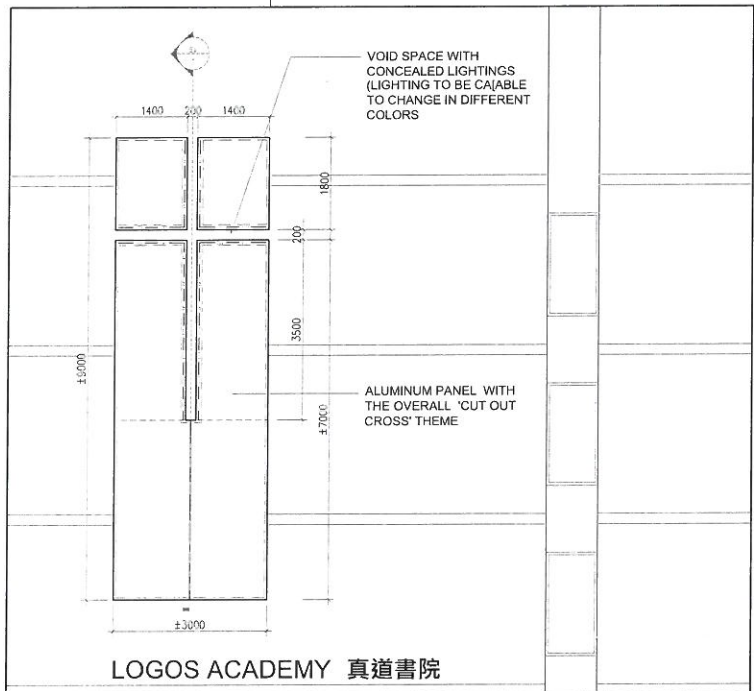 VOID SPACE WITH
CONCEALED LIGHTINGS
(LIGHTING TO BE CA[ABLE
TO CHANGE IN DIFFERENT
COLORS
1400 200 1400
1800
200
3500
±9000
ALUMINUM PANEL WITH
THE OVERALL 'CUT OUT
CROSS' THEME
±7000
±3000
LOGOS ACADEMY 真道書院